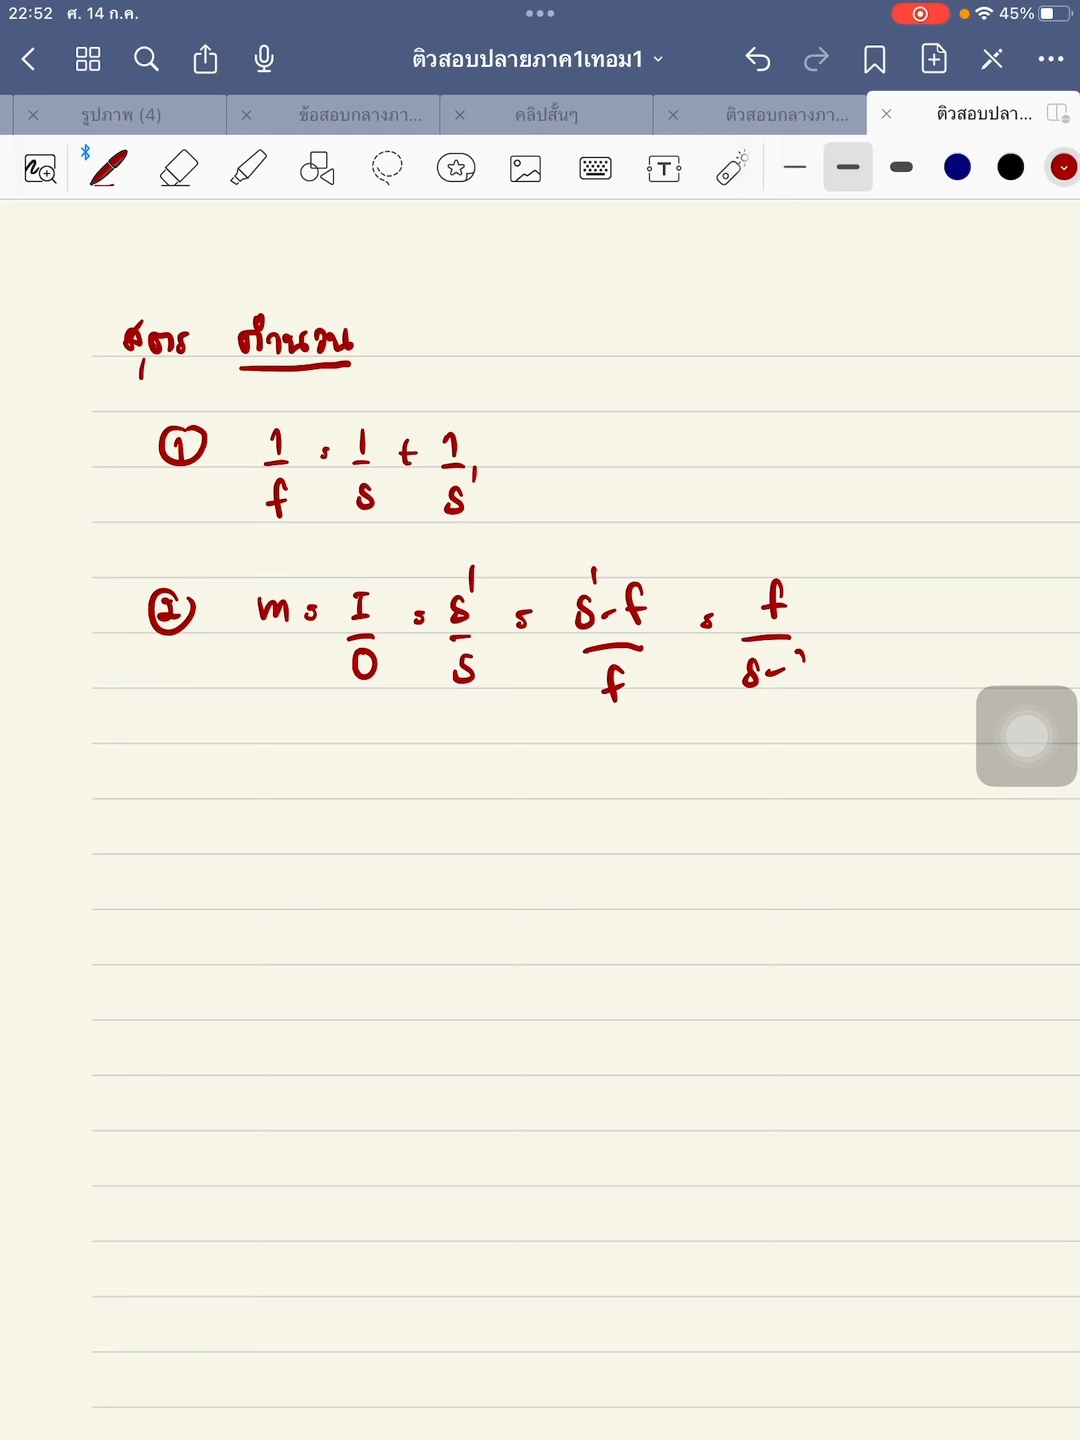 22:52 ศ. 14 ก.ค. 45%
ติวสอบปลายภาค1เทอม1
รูปภาพ (4) ข้อสอบกลางภา... คลิปสั้นๆ ติวสอบกลางภา... ติวสอบปลา...
สูตร คำนวน
① 1/f = 1/s + 1/s'
② m = I/O = s'/s = s'-f/f = f/s-